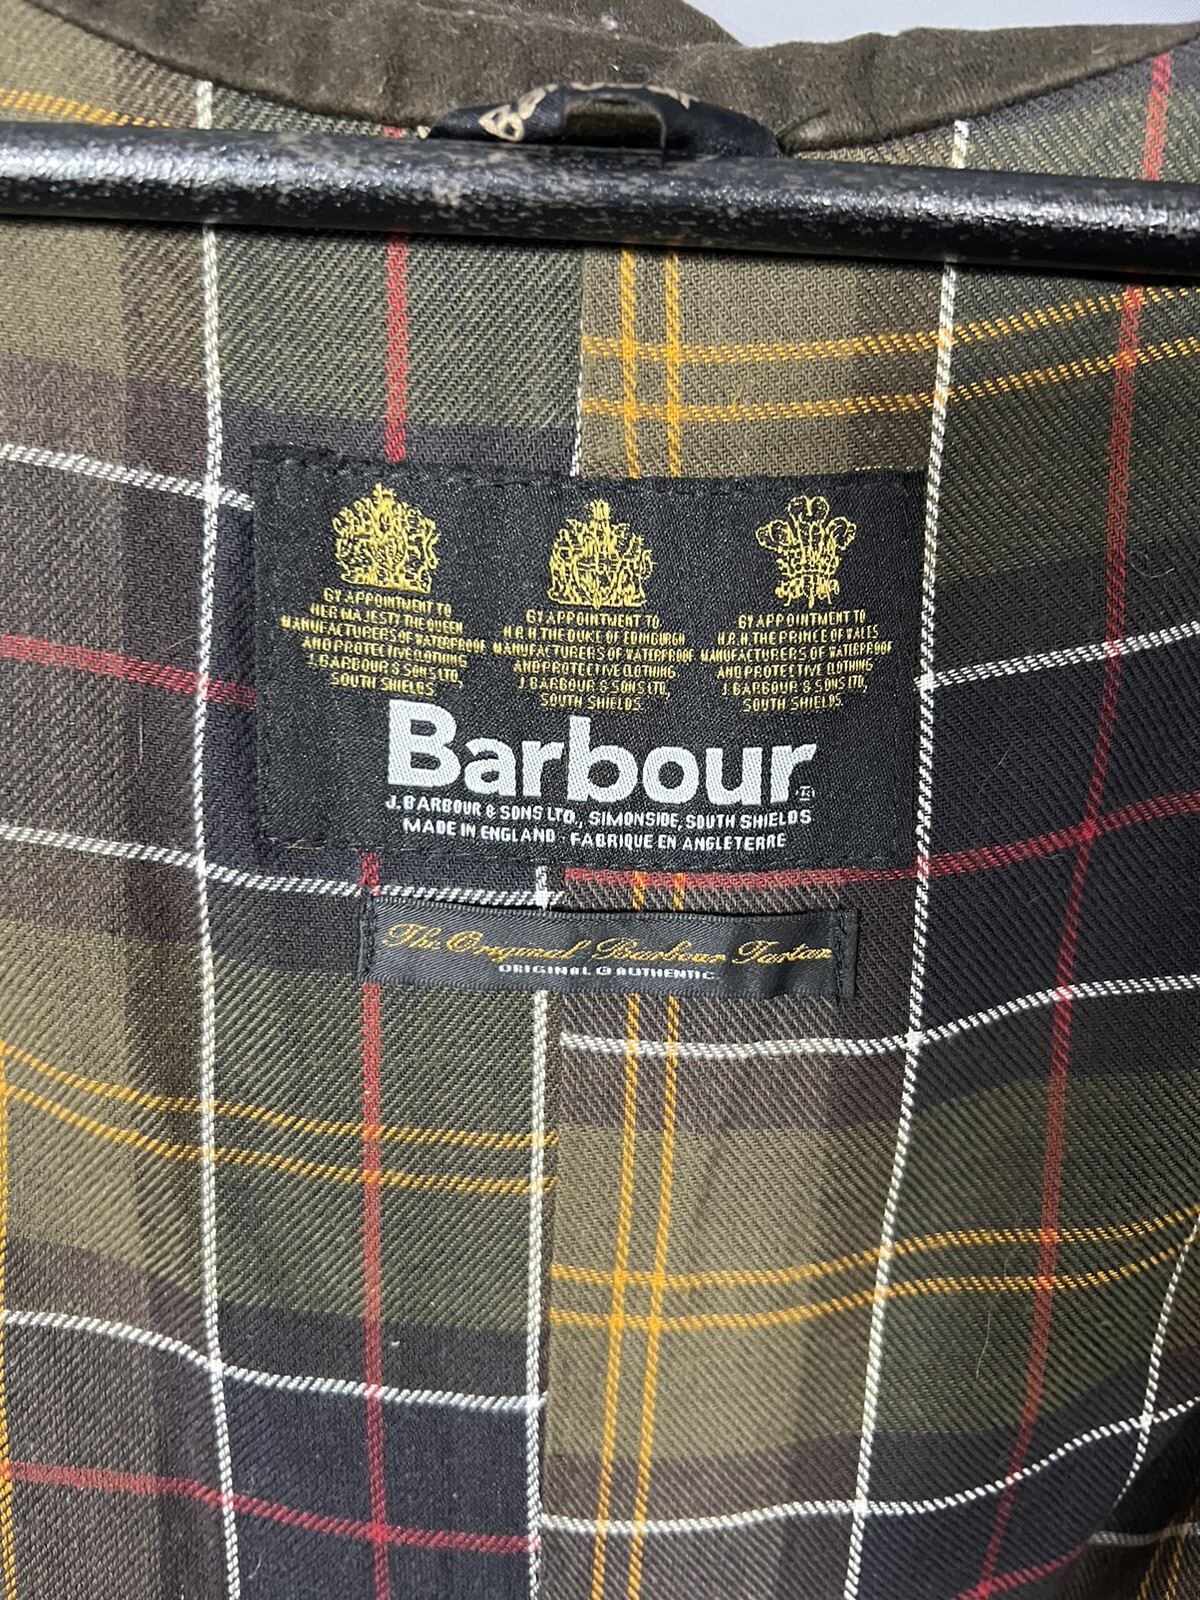 BY APPOINTMENT TO
HER MAJESTY THE QUEEN
MANUFACTURERS OF WATERPROOF
AND PROTECTIVE CLOTHING
J. BARBOUR & SONS LTD,
SOUTH SHIELDS.
BY APPOINTMENT TO
H.R.H. THE DUKE OF EDINBURGH
MANUFACTURERS OF WATERPROOF
AND PROTECTIVE CLOTHING
J. BARBOUR & SONS LTD,
SOUTH SHIELDS.
BY APPOINTMENT TO
H.R.H. THE PRINCE OF WALES
MANUFACTURERS OF WATERPROOF
AND PROTECTIVE CLOTHING
J. BARBOUR & SONS LTD,
SOUTH SHIELDS.
Barbour®
J. BARBOUR & SONS LTD., SIMONSIDE, SOUTH SHIELDS
MADE IN ENGLAND · FABRIQUE EN ANGLETERRE
The Original Barbour Tartan
ORIGINAL & AUTHENTIC